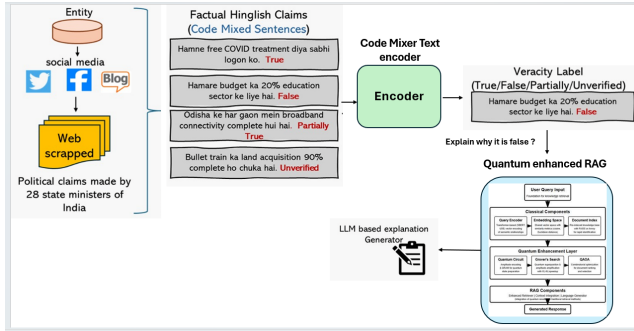 Entity
social media
Blog
Web
scrapped
Political claims made by
28 state ministers of
India
Factual Hinglish Claims
(Code Mixed Sentences)
Hamne free COVID treatment diya sabhi
logon ko. True
Hamare budget ka 20% education
sector ke liye hai. False
Odisha ke har gaon mein broadband
connectivity complete hui hai. Partially
True
Bullet train ka land acquisition 90%
complete ho chuka hai. Unverified
Code Mixer Text
encoder
Encoder
Veracity Label
(True/False/Partially/Unverified)
Hamare budget ka 20% education
sector ke liye hai. False
Explain why it is false ?
Quantum enhanced RAG
User Query Input
Classical Components
Query Encoder
Embedding Space
Document Index
Quantum Enhancement Layer
Quantum Circuit
Grover's Search
QAOA
RAG Components
Generated Response
LLM based explanation
Generator